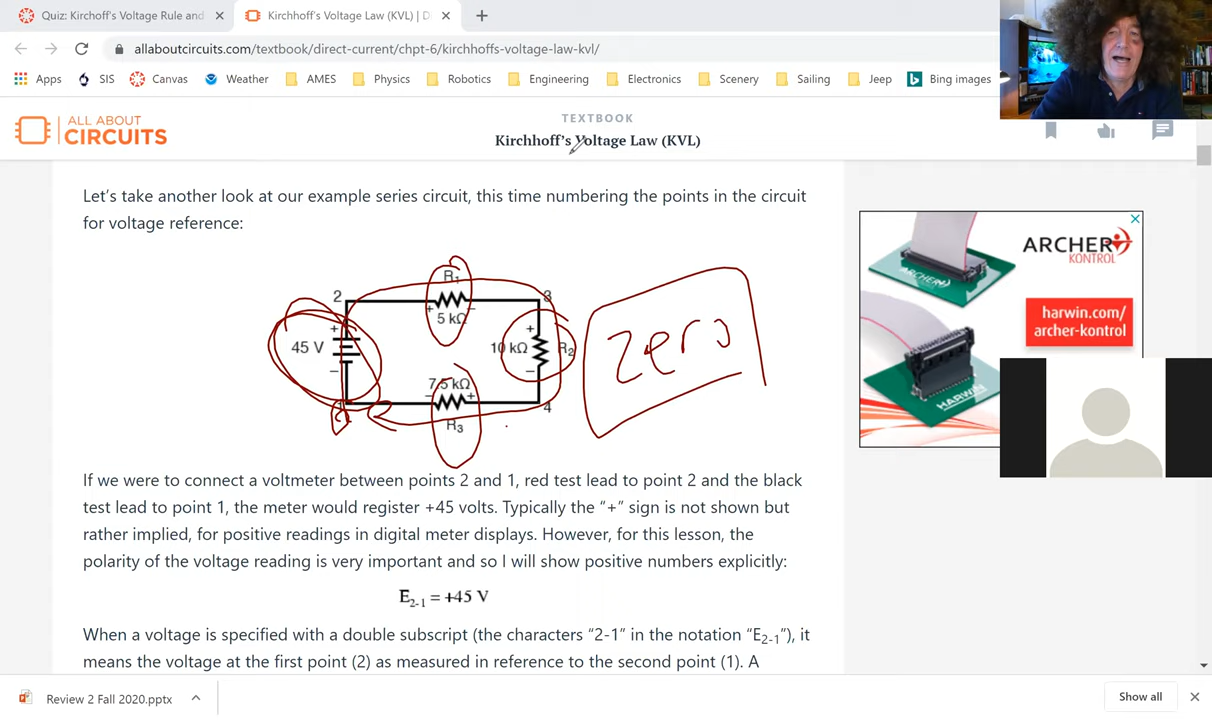 Quiz: Kirchoff's Voltage Rule and
Kirchhoff's Voltage Law (KVL) | D
allaboutcircuits.com/textbook/direct-current/chpt-6/kirchhoffs-voltage-law-kvl/
Apps SIS Canvas Weather AMES Physics Robotics Engineering Electronics Scenery Sailing Jeep Bing images
ALL ABOUT
CIRCUITS
TEXTBOOK
Kirchhoff's Voltage Law (KVL)
Let's take another look at our example series circuit, this time numbering the points in the circuit
for voltage reference:
R1
2
3
+ -
5 kΩ
+
+
45 V
10 kΩ
R2
zero
-
-
7.5 kΩ
- +
4
R3
ARCHER
KONTROL
harwin.com/
archer-kontrol
HARWIN
If we were to connect a voltmeter between points 2 and 1, red test lead to point 2 and the black
test lead to point 1, the meter would register +45 volts. Typically the "+" sign is not shown but
rather implied, for positive readings in digital meter displays. However, for this lesson, the
polarity of the voltage reading is very important and so I will show positive numbers explicitly:
E2-1 = +45 V
When a voltage is specified with a double subscript (the characters "2-1" in the notation "E2-1"), it
means the voltage at the first point (2) as measured in reference to the second point (1). A
Review 2 Fall 2020.pptx
Show all